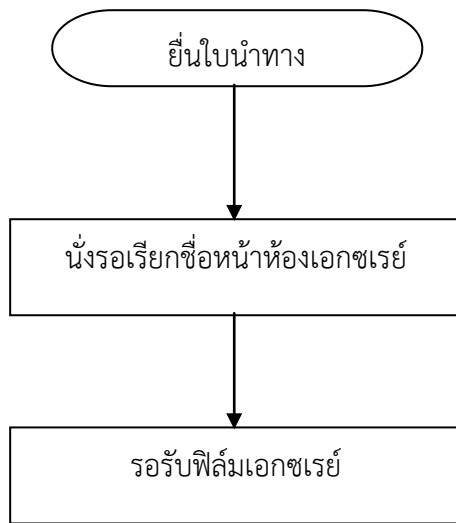 ยื่นใบนำทาง
นั่งรอเรียกชื่อหน้าห้องเอกซเรย์
รอรับฟิล์มเอกซเรย์